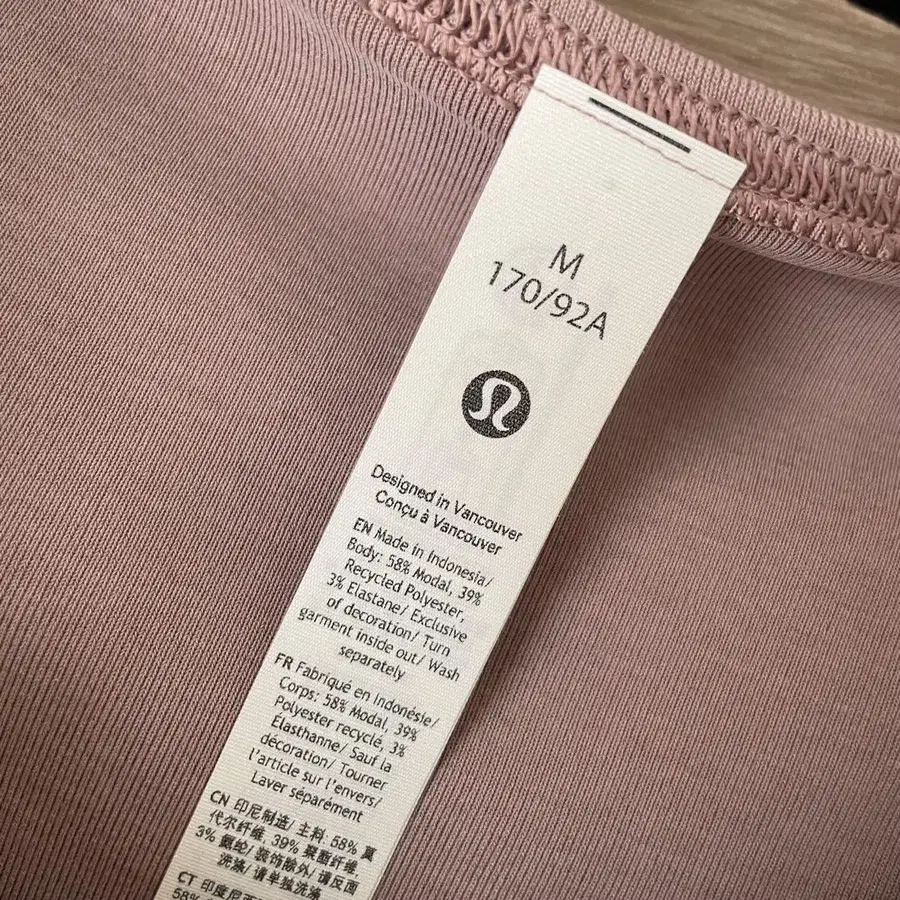 M
170/92A
Designed in Vancouver
Conçu à Vancouver
EN Made in Indonesia/
Body: 58% Modal, 39%
Recycled Polyester,
3% Elastane/ Exclusive
of decoration/ Turn
garment inside out/ Wash
separately
FR Fabriqué en Indonésie/
Corps: 58% Modal, 39%
Polyester recyclé, 3%
Élasthanne/ Sauf la
décoration/ Tourner
l'article sur l'envers/
Laver séparément
CN 印尼制造/ 主料: 58% 莫
代尔纤维, 39% 聚酯纤维,
3% 氨纶/ 装饰除外/ 请反面
洗涤/ 请单独洗涤
CT 印度尼西
58%